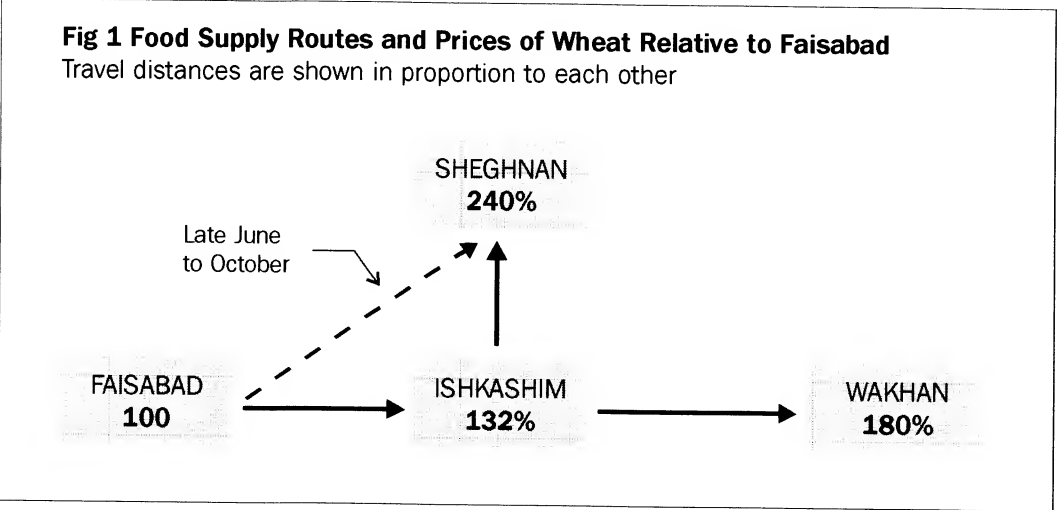 Fig 1 Food Supply Routes and Prices of Wheat Relative to Faisabad
Travel distances are shown in proportion to each other
SHEGHNAN
240%
Late June
to October
FAISABAD
100
ISHKASHIM
132%
WAKHAN
180%